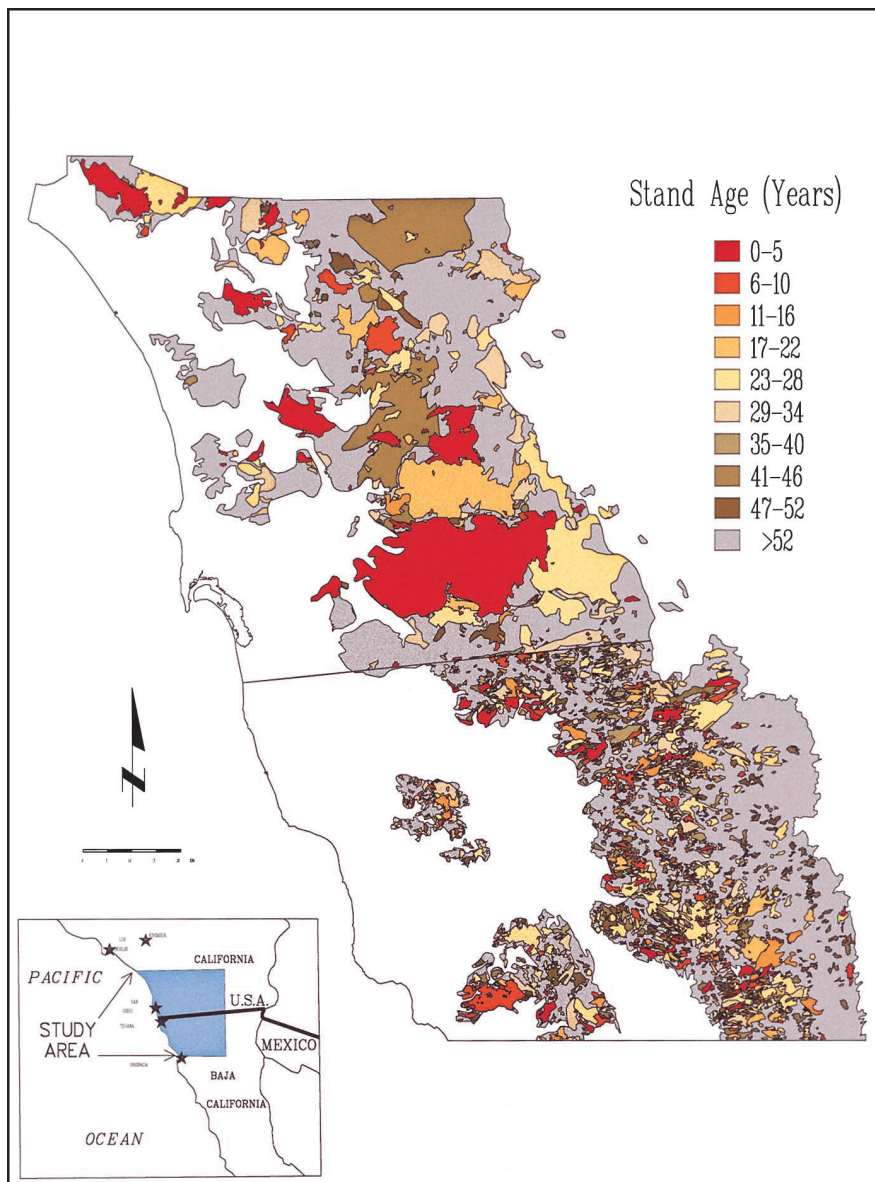 Stand Age (Years)
0-5
6-10
11-16
17-22
23-28
29-34
35-40
41-46
47-52
>52
N
CALIFORNIA
PACIFIC
U.S.A.
STUDY
AREA
MEXICO
BAJA
CALIFORNIA
OCEAN